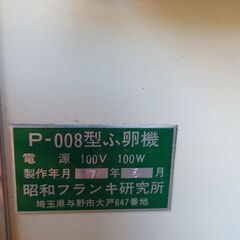 P-008型ふ卵機
電源 100V 100W
製作年月 7年 月
昭和フランキ研究所
埼玉県与野市大戸647番地